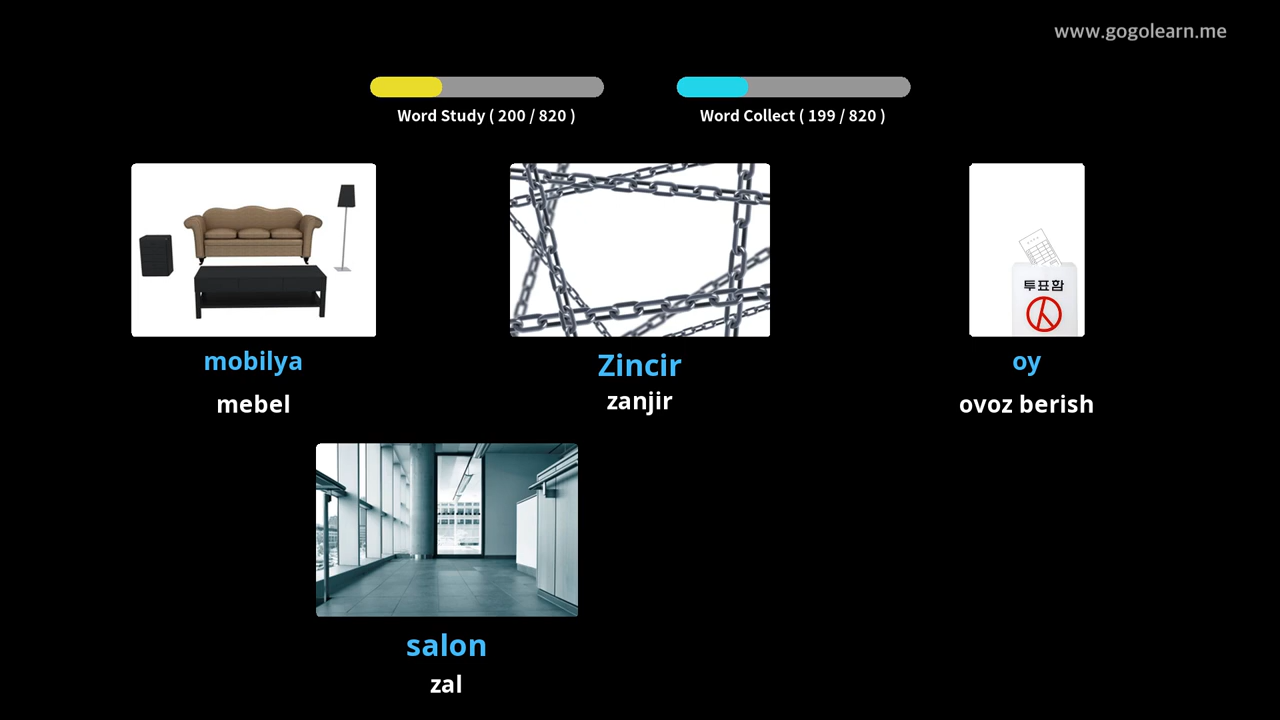 www.gogolearn.me
Word Study ( 200 / 820 )
Word Collect ( 199 / 820 )
투표함
mobilya
mebel
Zincir
zanjir
oy
ovoz berish
salon
zal